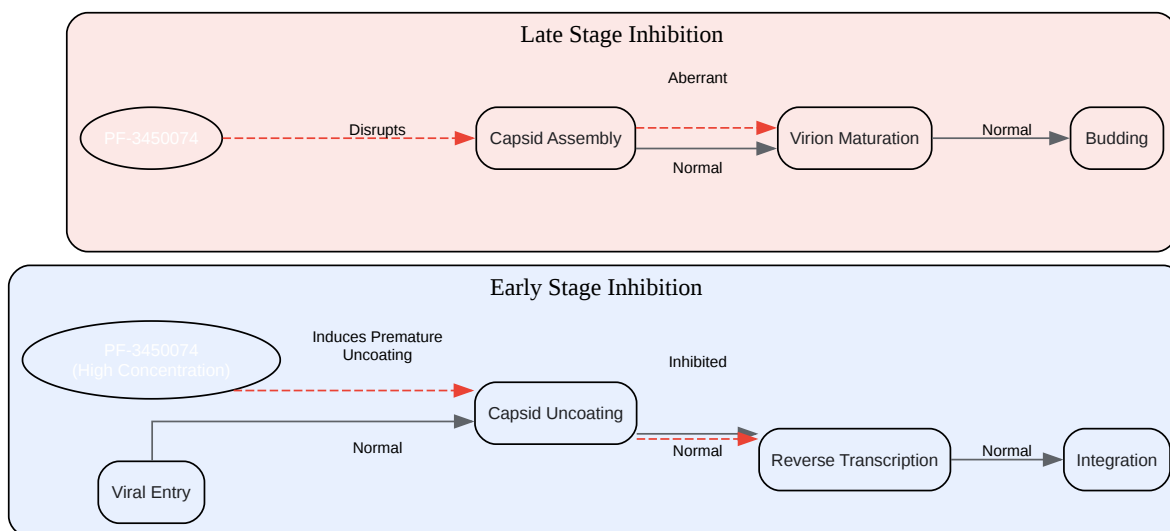 Late Stage Inhibition
Aberrant
PF-3450074
Disrupts
Capsid Assembly
Virion Maturation
Normal
Budding
Normal
Early Stage Inhibition
Induces Premature
Uncoating
PF-3450074
(High Concentration)
Inhibited
Capsid Uncoating
Normal
Normal
Reverse Transcription
Normal
Integration
Viral Entry